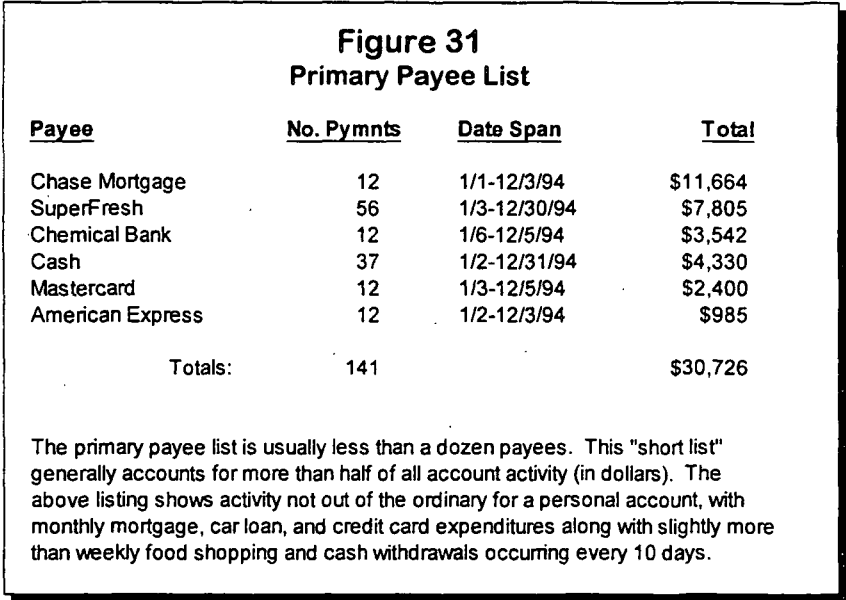 Figure 31
Primary Payee List
Payee No. Pymnts Date Span Total
Chase Mortgage 12 1/1-12/3/94 $11,664
SuperFresh 56 1/3-12/30/94 $7,805
Chemical Bank 12 1/6-12/5/94 $3,542
Cash 37 1/2-12/31/94 $4,330
Mastercard 12 1/3-12/5/94 $2,400
American Express 12 1/2-12/3/94 $985
Totals: 141 $30,726
The primary payee list is usually less than a dozen payees. This "short list"
generally accounts for more than half of all account activity (in dollars). The
above listing shows activity not out of the ordinary for a personal account, with
monthly mortgage, car loan, and credit card expenditures along with slightly more
than weekly food shopping and cash withdrawals occurring every 10 days.